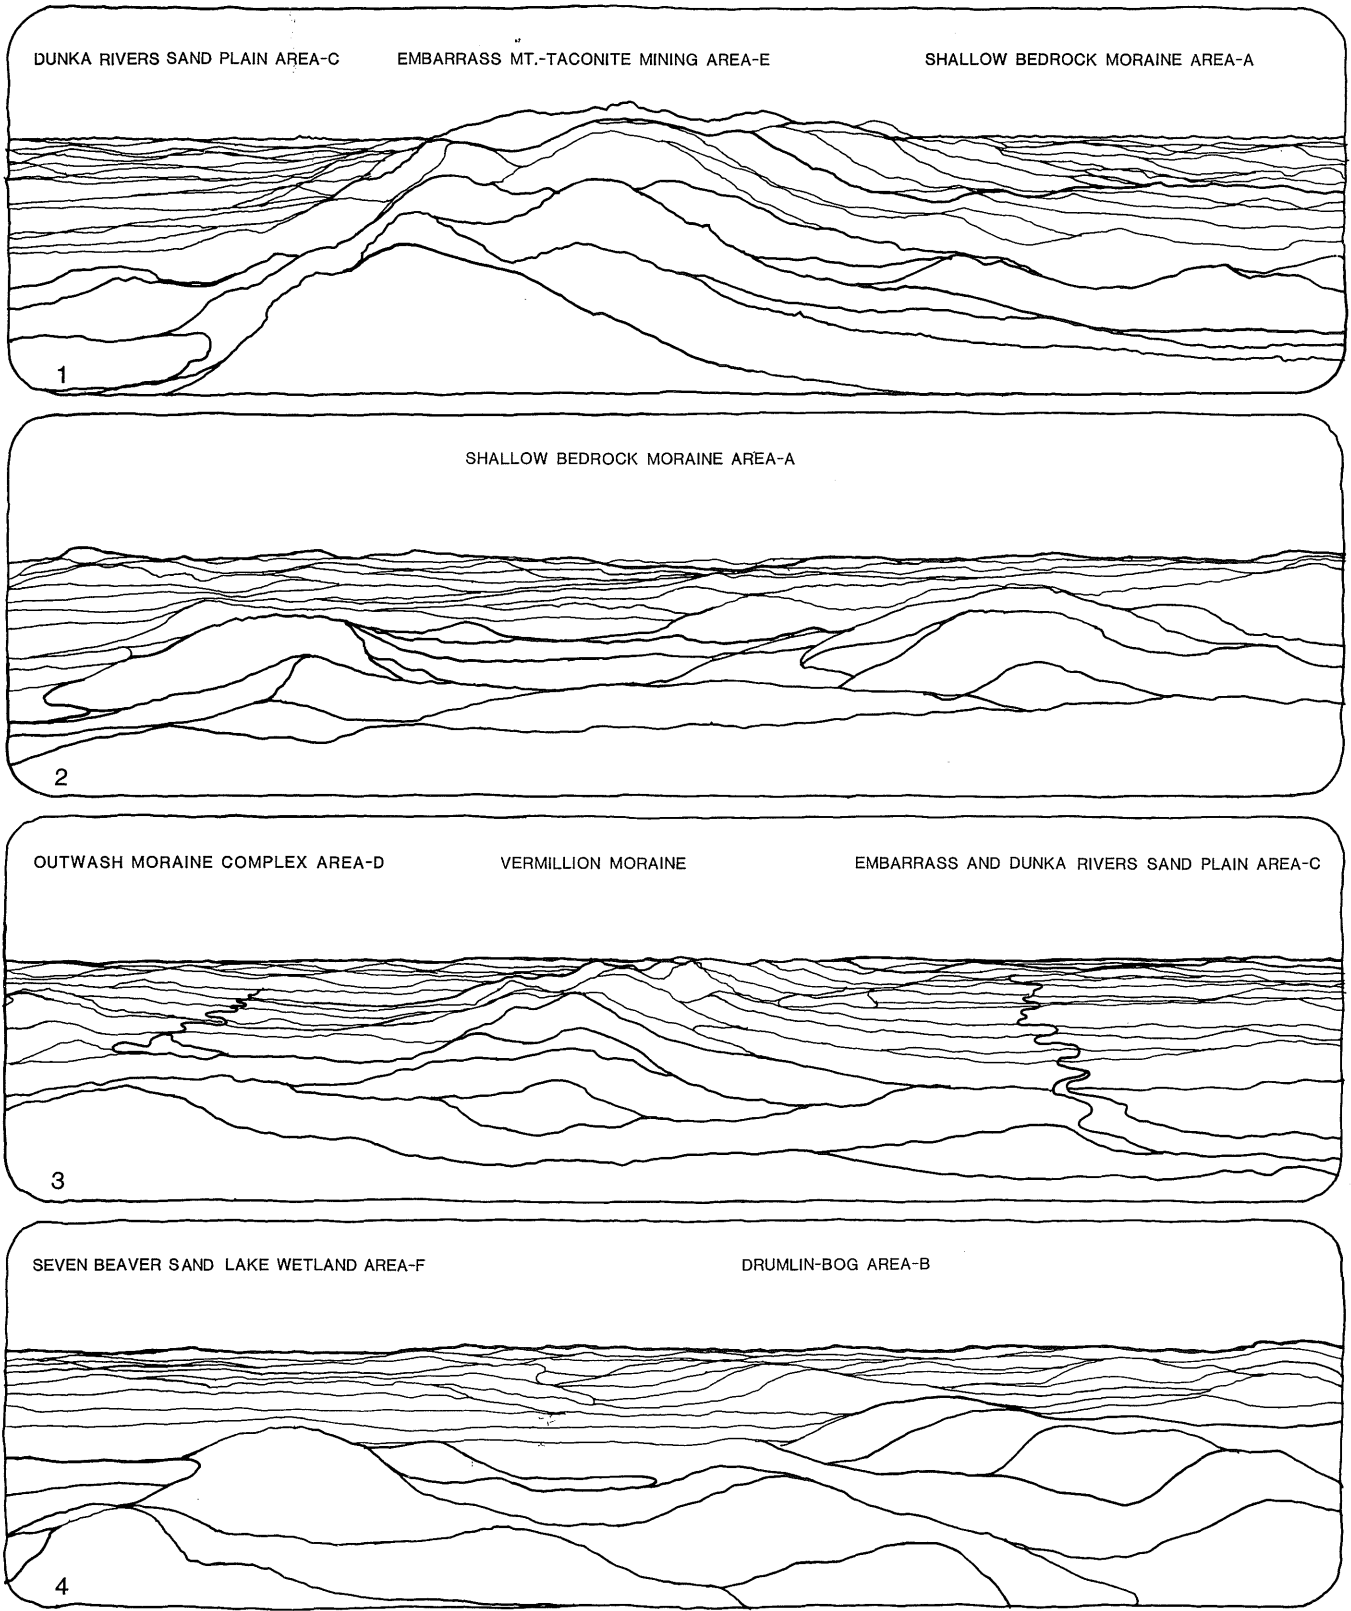 DUNKA RIVERS SAND PLAIN AREA-C EMBARRASS MT.-TACONITE MINING AREA-E SHALLOW BEDROCK MORAINE AREA-A
1
SHALLOW BEDROCK MORAINE AREA-A
2
OUTWASH MORAINE COMPLEX AREA-D VERMILLION MORAINE EMBARRASS AND DUNKA RIVERS SAND PLAIN AREA-C
3
SEVEN BEAVER SAND LAKE WETLAND AREA-F DRUMLIN-BOG AREA-B
4